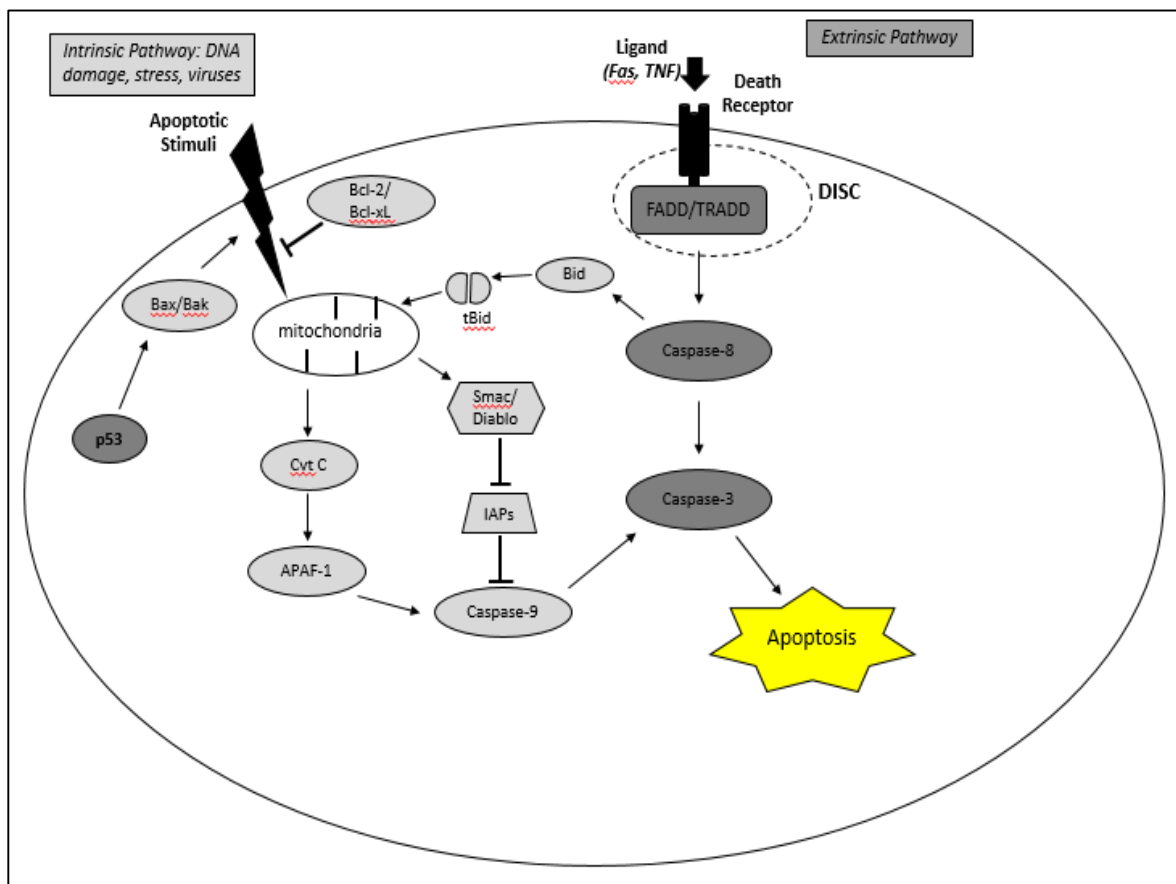 Intrinsic Pathway: DNA
damage, stress, viruses
Ligand
(Fas, TNF)
Extrinsic Pathway
Death
Receptor
Apoptotic
Stimuli
Bcl-2/
Bcl-xL
DISC
FADD/TRADD
Bid
tBid
Bax/Bak
mitochondria
Caspase-8
Smac/
Diablo
p53
Cvt C
Caspase-3
IAPs
APAF-1
Caspase-9
Apoptosis